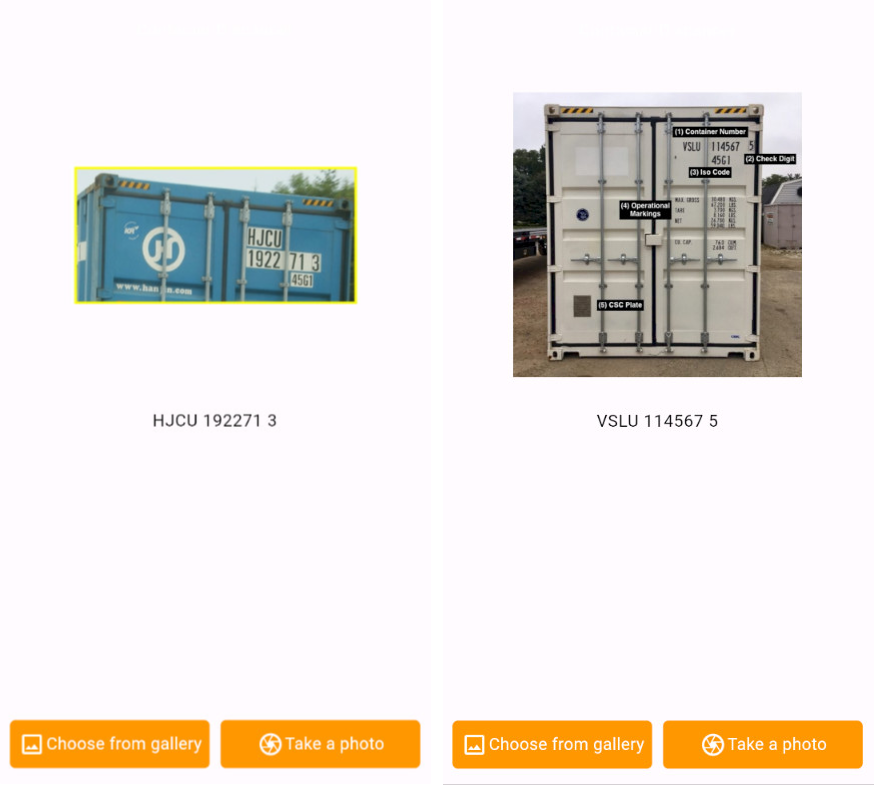 HJCU
1922 71 3
45G1
www.hanjin.com
HJCU 192271 3
Choose from gallery
Take a photo
(1) Container Number
VSLU 114567 5
45G1
(2) Check Digit
(3) Iso Code
(4) Operational
Markings
MAX. GROSS
TARE
NET
CU. CAP.
(5) CSC Plate
VSLU 114567 5
Choose from gallery
Take a photo